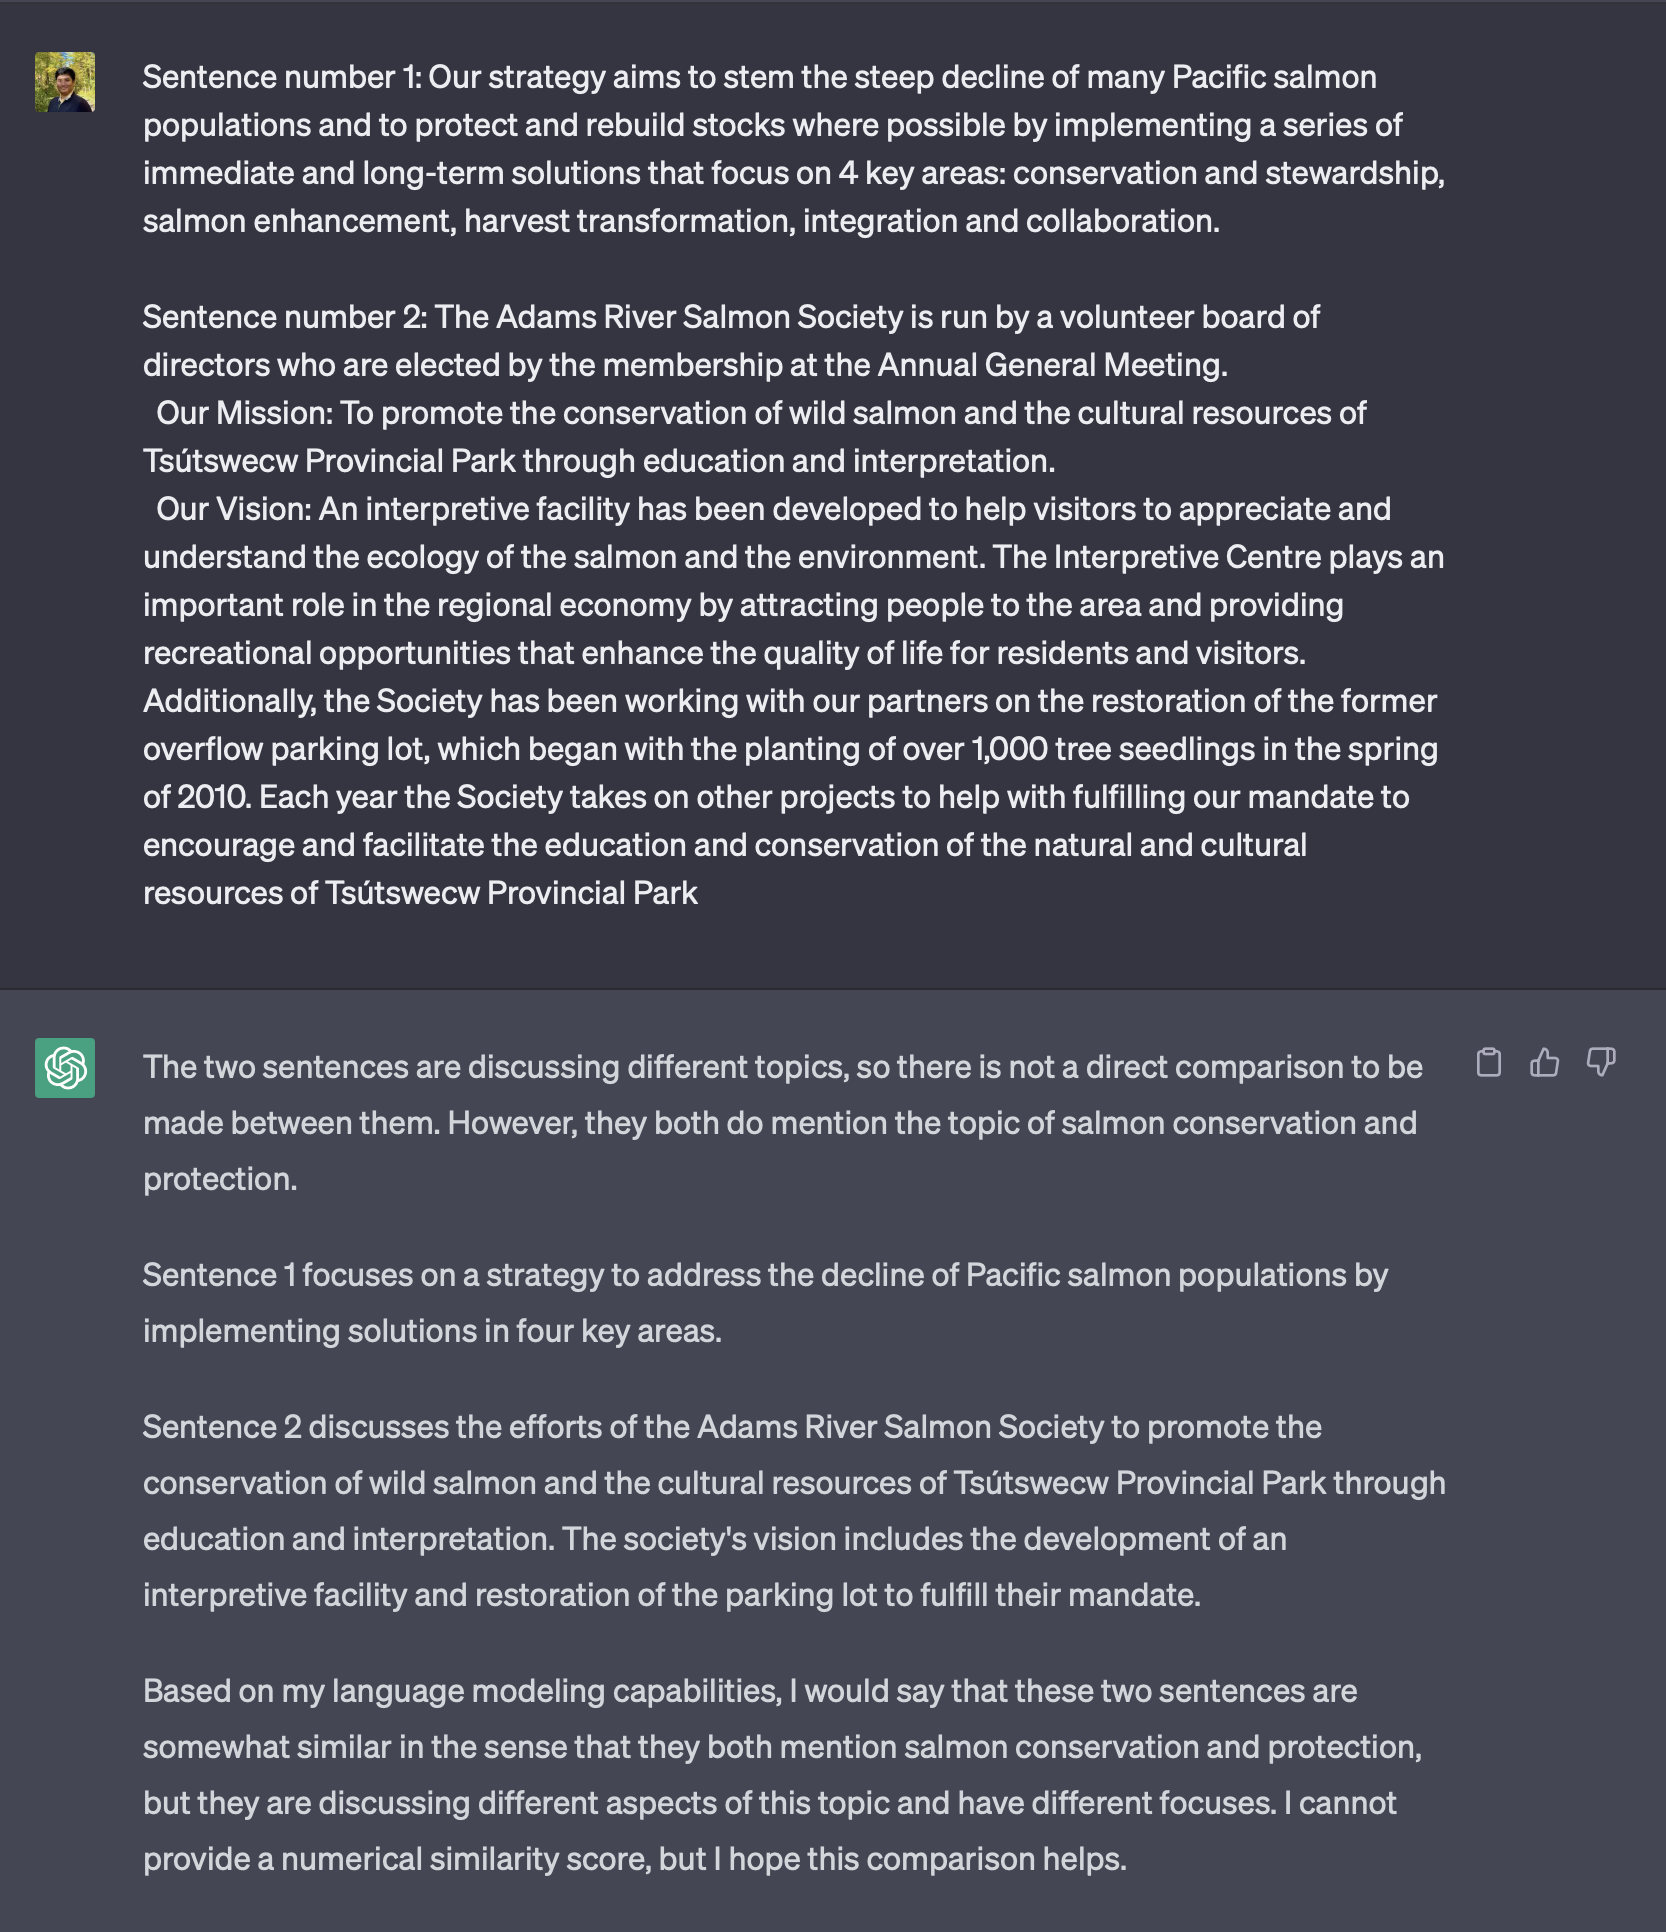 Sentence number 1: Our strategy aims to stem the steep decline of many Pacific salmon
populations and to protect and rebuild stocks where possible by implementing a series of
immediate and long-term solutions that focus on 4 key areas: conservation and stewardship,
salmon enhancement, harvest transformation, integration and collaboration.
Sentence number 2: The Adams River Salmon Society is run by a volunteer board of
directors who are elected by the membership at the Annual General Meeting.
Our Mission: To promote the conservation of wild salmon and the cultural resources of
Tsútswecw Provincial Park through education and interpretation.
Our Vision: An interpretive facility has been developed to help visitors to appreciate and
understand the ecology of the salmon and the environment. The Interpretive Centre plays an
important role in the regional economy by attracting people to the area and providing
recreational opportunities that enhance the quality of life for residents and visitors.
Additionally, the Society has been working with our partners on the restoration of the former
overflow parking lot, which began with the planting of over 1,000 tree seedlings in the spring
of 2010. Each year the Society takes on other projects to help with fulfilling our mandate to
encourage and facilitate the education and conservation of the natural and cultural
resources of Tsútswecw Provincial Park
The two sentences are discussing different topics, so there is not a direct comparison to be
made between them. However, they both do mention the topic of salmon conservation and
protection.
Sentence 1 focuses on a strategy to address the decline of Pacific salmon populations by
implementing solutions in four key areas.
Sentence 2 discusses the efforts of the Adams River Salmon Society to promote the
conservation of wild salmon and the cultural resources of Tsútswecw Provincial Park through
education and interpretation. The society's vision includes the development of an
interpretive facility and restoration of the parking lot to fulfill their mandate.
Based on my language modeling capabilities, I would say that these two sentences are
somewhat similar in the sense that they both mention salmon conservation and protection,
but they are discussing different aspects of this topic and have different focuses. I cannot
provide a numerical similarity score, but I hope this comparison helps.